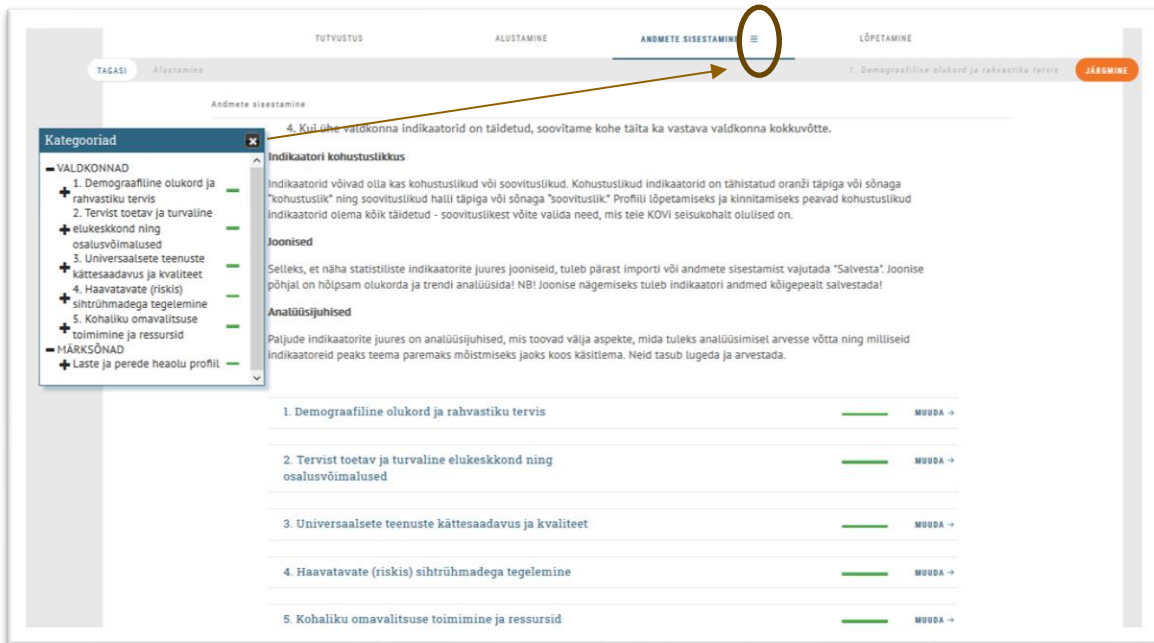 TUTVUSTUS ALUSTAMINE ANDMETE SISESTAMINE LÕPETAMINE
TAGASI Alustamine 1. Demograafiline olukord ja rahvastiku tervis JÄRGMINE
Andmete sisestamine
4. Kui ühe valdkonna indikaatorid on täidetud, soovitame kohe täita ka vastava valdkonna kokkuvõtte.
Kategooriad
VALDKONNAD
1. Demograafiline olukord ja
rahvastiku tervis
2. Tervist toetav ja turvaline
elukeskkond ning
osalusvõimalused
3. Universaalsete teenuste
kättesaadavus ja kvaliteet
4. Haavatavate (riskis)
sihtrühmadega tegelemine
5. Kohaliku omavalitsuse
toimimine ja ressursid
MÄRKSÕNAD
Laste ja perede heaolu profiil
Indikaatori kohustuslikkus
Indikaatorid võivad olla kas kohustuslikud või soovituslikud. Kohustuslikud indikaatorid on tähistatud oranži täpiga või sõnaga
"kohustuslik" ning soovituslikud halli täpiga või sõnaga "soovituslik." Profiili lõpetamiseks ja kinnitamiseks peavad kohustuslikud
indikaatorid olema kõik täidetud - soovituslikest võite valida need, mis teie KOVi seisukohalt olulised on.
Joonised
Selleks, et näha statistiliste indikaatorite juures jooniseid, tuleb pärast importi või andmete sisestamist vajutada "Salvesta". Joonise
põhjal on hõlpsam olukorda ja trendi analüüsida! NB! Joonise nägemiseks tuleb indikaatori andmed kõigepealt salvestada!
Analüüsijuhised
Paljude indikaatorite juures on analüüsijuhised, mis toovad välja aspekte, mida tuleks analüüsimisel arvesse võtta ning milliseid
indikaatoreid peaks teema paremaks mõistmiseks jaoks koos käsitlema. Neid tasub lugeda ja arvestada.
1. Demograafiline olukord ja rahvastiku tervis MUUDA →
2. Tervist toetav ja turvaline elukeskkond ning MUUDA →
osalusvõimalused
3. Universaalsete teenuste kättesaadavus ja kvaliteet MUUDA →
4. Haavatavate (riskis) sihtrühmadega tegelemine MUUDA →
5. Kohaliku omavalitsuse toimimine ja ressursid MUUDA →